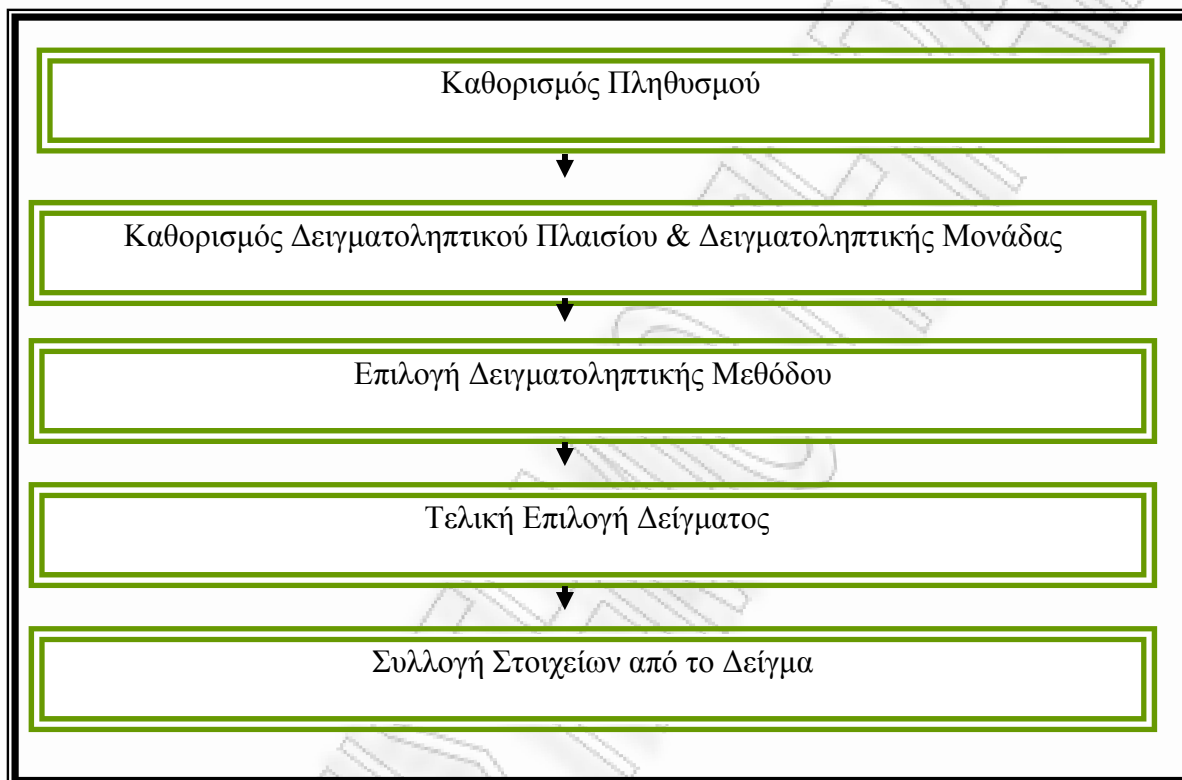 Καθορισμός Πληθυσμού
Καθορισμός Δειγματοληπτικού Πλαισίου & Δειγματοληπτικής Μονάδας
Επιλογή Δειγματοληπτικής Μεθόδου
Τελική Επιλογή Δείγματος
Συλλογή Στοιχείων από το Δείγμα